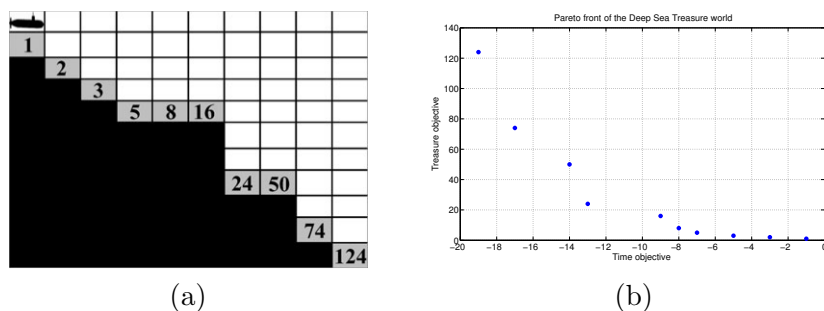 1
2
3
5 8 16
24 50
74
124
(a)
Pareto front of the Deep Sea Treasure world
Treasure objective
140
120
100
80
60
40
20
0
−20 −18 −16 −14 −12 −10 −8 −6 −4 −2 0
Time objective
(b)